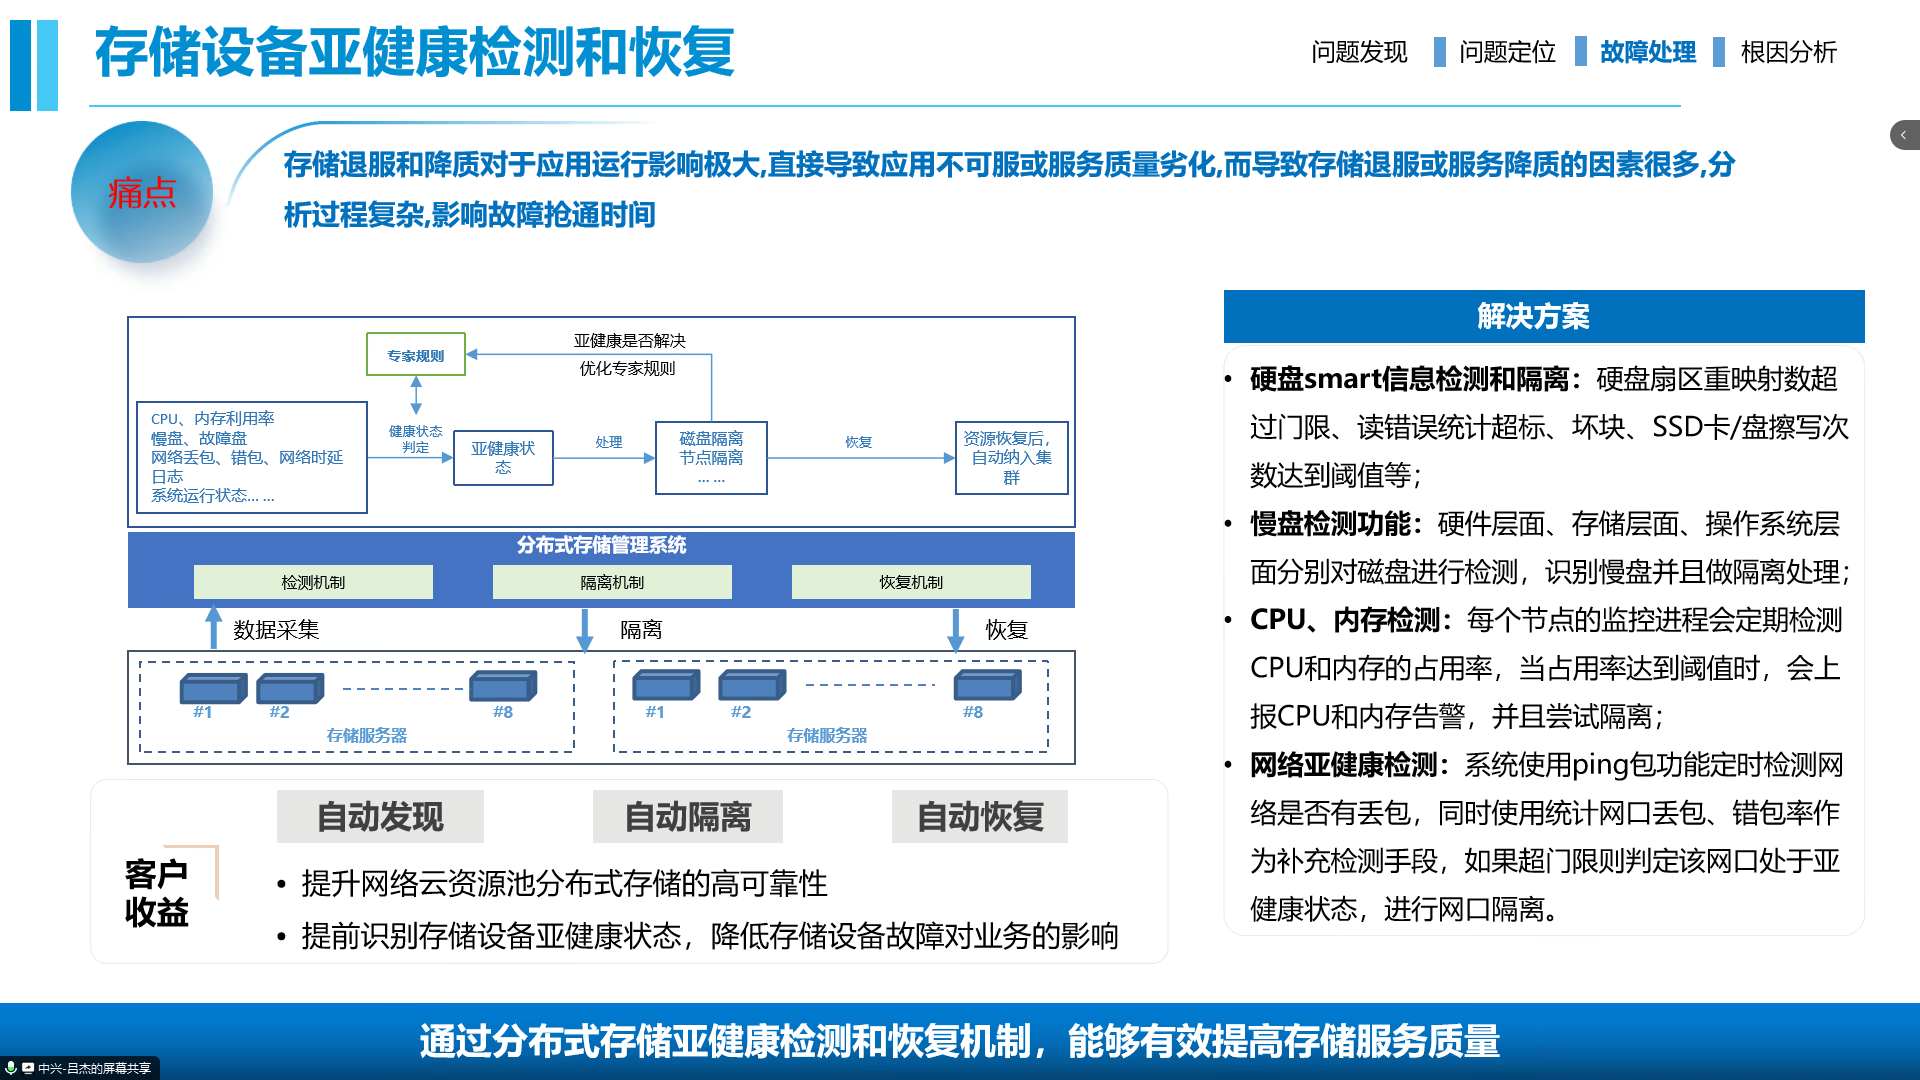 存储设备亚健康检测和恢复
问题发现
问题定位
故障处理
根因分析
痛点
存储退服和降质对于应用运行影响极大,直接导致应用不可服或服务质量劣化,而导致存储退服或服务降质的因素很多,分
析过程复杂,影响故障抢通时间
专家规则
亚健康是否解决
优化专家规则
CPU、内存利用率
慢盘、故障盘
网络丢包、错包、网络时延
日志
系统运行状态... ...
健康状态
判定
亚健康状
态
处理
磁盘隔离
节点隔离
... ...
恢复
资源恢复后，
自动纳入集
群
分布式存储管理系统
检测机制
隔离机制
恢复机制
数据采集
隔离
恢复
#1
#2
#8
存储服务器
#1
#2
#8
存储服务器
解决方案
• 硬盘smart信息检测和隔离：硬盘扇区重映射数超
过门限、读错误统计超标、坏块、SSD卡/盘擦写次
数达到阈值等；
• 慢盘检测功能：硬件层面、存储层面、操作系统层
面分别对磁盘进行检测，识别慢盘并且做隔离处理；
• CPU、内存检测：每个节点的监控进程会定期检测
CPU和内存的占用率，当占用率达到阈值时，会上
报CPU和内存告警，并且尝试隔离；
• 网络亚健康检测：系统使用ping包功能定时检测网
络是否有丢包，同时使用统计网口丢包、错包率作
为补充检测手段，如果超门限则判定该网口处于亚
健康状态，进行网口隔离。
客户
收益
自动发现
自动隔离
自动恢复
• 提升网络云资源池分布式存储的高可靠性
• 提前识别存储设备亚健康状态，降低存储设备故障对业务的影响
通过分布式存储亚健康检测和恢复机制，能够有效提高存储服务质量
中兴-吕杰的屏幕共享